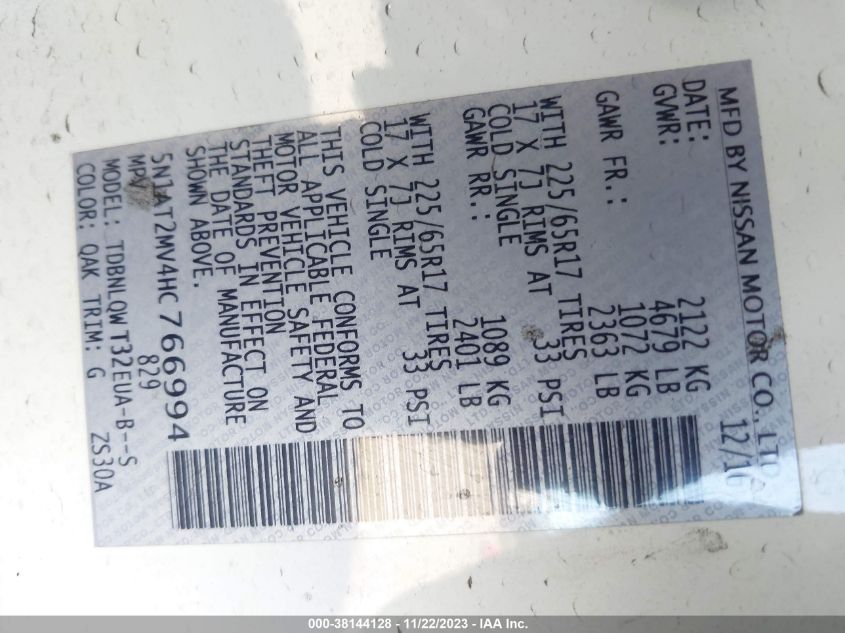 MFD BY NISSAN MOTOR CO., LTD
DATE: 12/16
GVWR: 2122 KG
4679 LB
GAWR FR.: 1072 KG
2363 LB
WITH 225/65R17 TIRES
17 X 7J RIMS AT 33 PSI
COLD SINGLE
GAWR RR.: 1089 KG
2401 LB
WITH 225/65R17 TIRES
17 X 7J RIMS AT 33 PSI
COLD SINGLE
THIS VEHICLE CONFORMS TO
ALL APPLICABLE FEDERAL
MOTOR VEHICLE SAFETY AND
THEFT PREVENTION
STANDARDS IN EFFECT ON
THE DATE OF MANUFACTURE
SHOWN ABOVE.
5N1AT2MV4HC766994
MPV 829
MODEL: TDBNLQWT32EUA-B--S
COLOR: QAK TRIM: G ZS30A
000-38144128 - 11/22/2023 - IAA Inc.